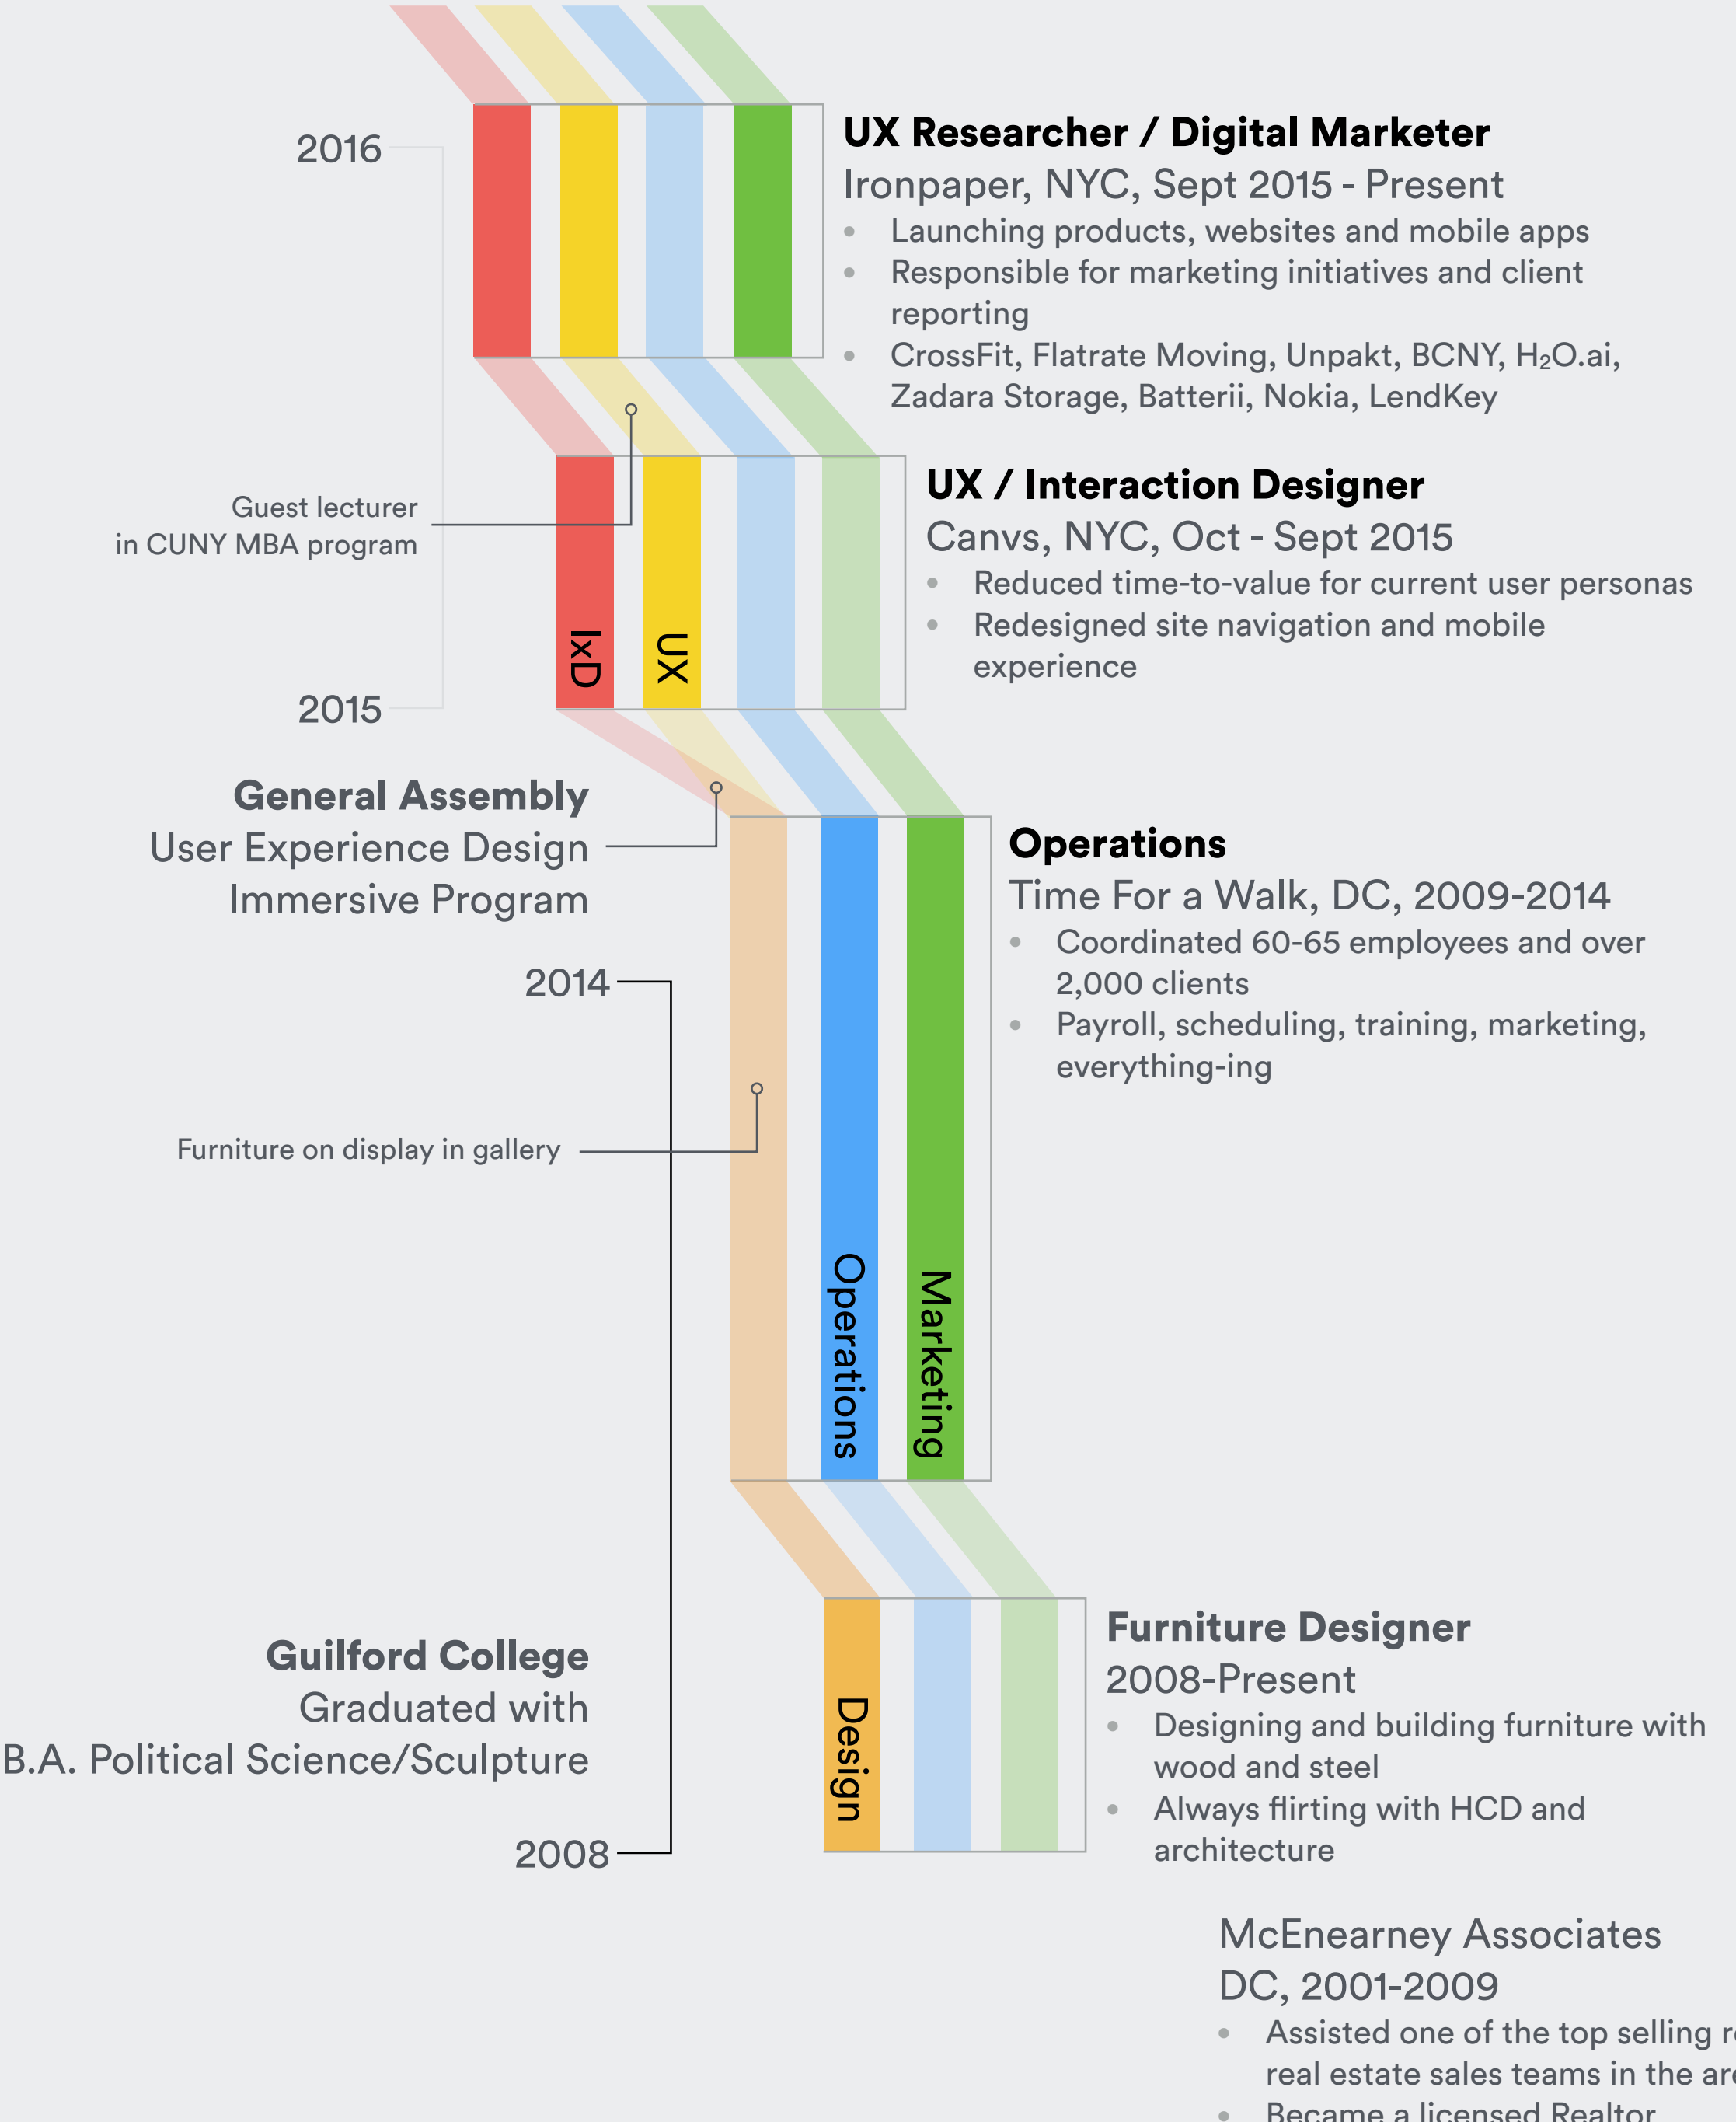 2016
UX Researcher / Digital Marketer
Ironpaper, NYC, Sept 2015 - Present
• Launching products, websites and mobile apps
• Responsible for marketing initiatives and client
reporting
• CrossFit, Flatrate Moving, Unpakt, BCNY, H₂O.ai,
Zadara Storage, Batterii, Nokia, LendKey
Guest lecturer
in CUNY MBA program
UX / Interaction Designer
Canvs, NYC, Oct - Sept 2015
• Reduced time-to-value for current user personas
• Redesigned site navigation and mobile
experience
IxD
UX
2015
General Assembly
User Experience Design
Immersive Program
Operations
Time For a Walk, DC, 2009-2014
• Coordinated 60-65 employees and over
2,000 clients
• Payroll, scheduling, training, marketing,
everything-ing
2014
Furniture on display in gallery
Operations
Marketing
Guilford College
Graduated with
B.A. Political Science/Sculpture
2008
Design
Furniture Designer
2008-Present
• Designing and building furniture with
wood and steel
• Always flirting with HCD and
architecture
McEnearney Associates
DC, 2001-2009
• Assisted one of the top selling
real estate sales teams in the
• Became a licensed Realtor